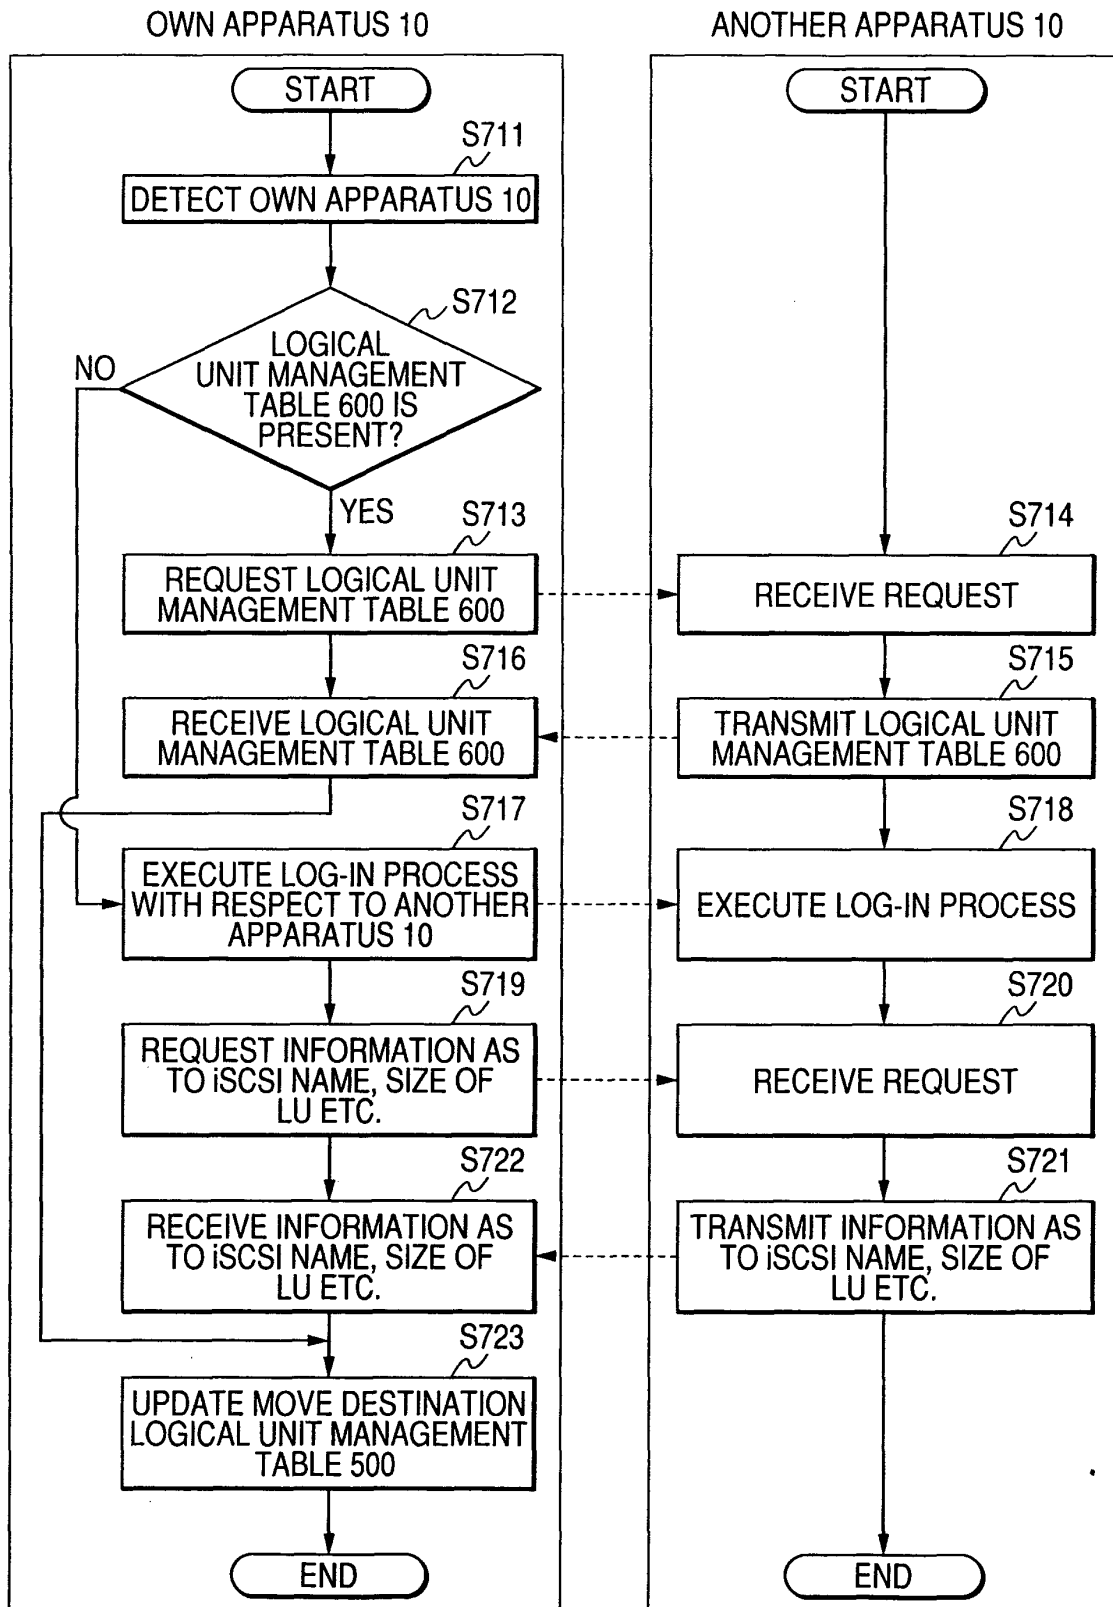 OWN APPARATUS 10
ANOTHER APPARATUS 10
START
START
S711
DETECT OWN APPARATUS 10
S712
LOGICAL
UNIT MANAGEMENT
TABLE 600 IS
PRESENT?
NO
YES
S713
REQUEST LOGICAL UNIT
MANAGEMENT TABLE 600
S714
RECEIVE REQUEST
S716
RECEIVE LOGICAL UNIT
MANAGEMENT TABLE 600
S715
TRANSMIT LOGICAL UNIT
MANAGEMENT TABLE 600
S717
EXECUTE LOG-IN PROCESS
WITH RESPECT TO ANOTHER
APPARATUS 10
S718
EXECUTE LOG-IN PROCESS
S719
REQUEST INFORMATION AS
TO iSCSI NAME, SIZE OF
LU ETC.
S720
RECEIVE REQUEST
S722
RECEIVE INFORMATION AS
TO iSCSI NAME, SIZE OF
LU ETC.
S721
TRANSMIT INFORMATION AS
TO iSCSI NAME, SIZE OF
LU ETC.
S723
UPDATE MOVE DESTINATION
LOGICAL UNIT MANAGEMENT
TABLE 500
END
END